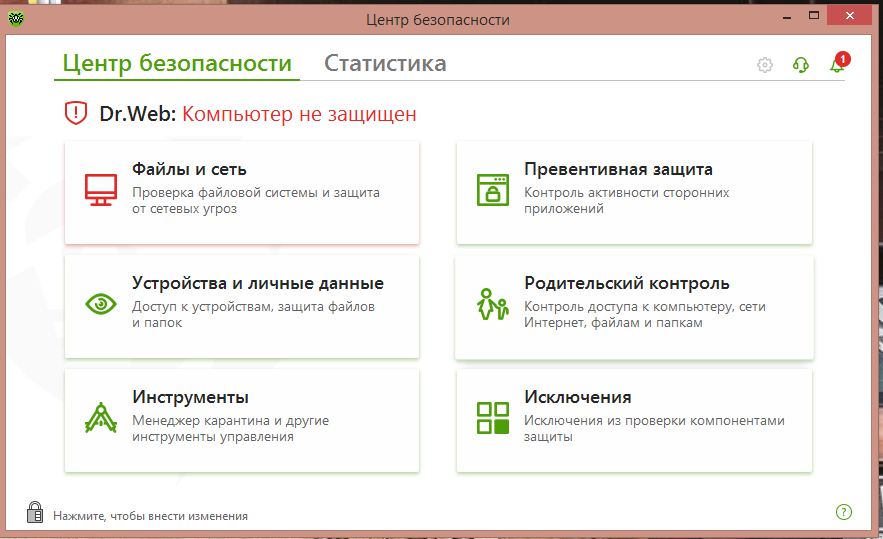 Центр безопасности
Центр безопасности Статистика
1
Dr.Web: Компьютер не защищен
Файлы и сеть
Проверка файловой системы и защита
от сетевых угроз
Превентивная защита
Контроль активности сторонних
приложений
Устройства и личные данные
Доступ к устройствам, защита файлов
и папок
Родительский контроль
Контроль доступа к компьютеру, сети
Интернет, файлам и папкам
Инструменты
Менеджер карантина и другие
инструменты управления
Исключения
Исключения из проверки компонентами
защиты
Нажмите, чтобы внести изменения
?